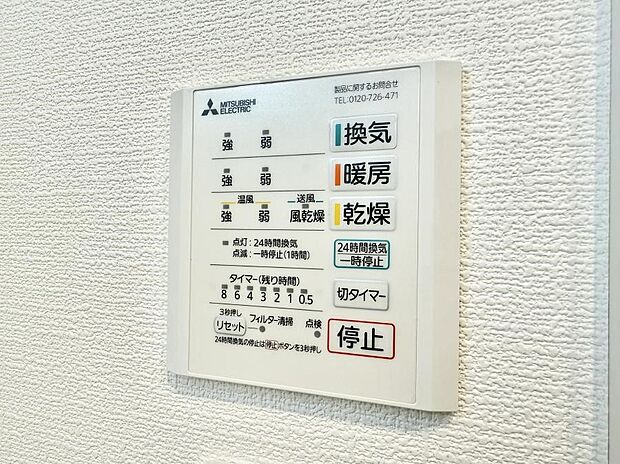 MITSUBISHI
ELECTRIC
製品に関するお問合せ
TEL:0120-726-471
強 弱 換気
強 弱 暖房
温風 送風
強 弱 風乾燥 乾燥
点灯:24時間換気
点滅:一時停止(1時間)
24時間換気
一時停止
タイマー(残り時間)
8 6 4 3 2 1 0.5
切タイマー
3秒押し
リセット フィルター清掃 点検
停止
24時間換気の停止は停止ボタンを3秒押し